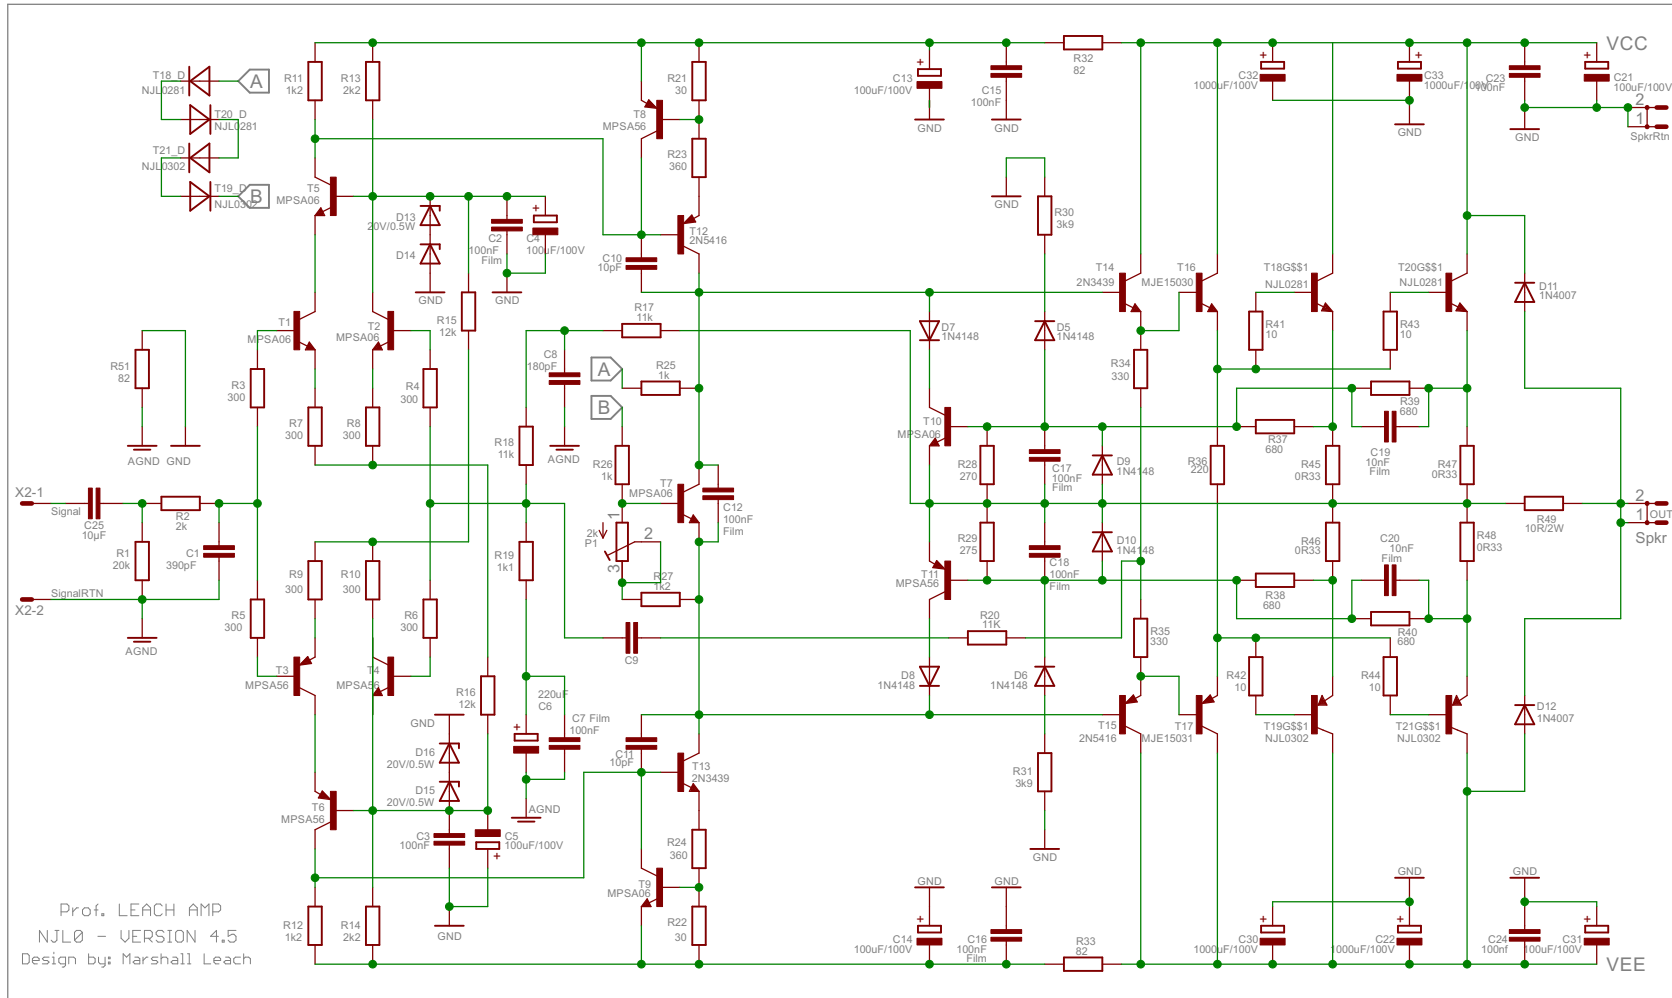 VCC
T18_D
NJL0281
A
T20_D
NJL0281
T21_D
NJL0302
T19_D
NJL0302
B
R11
1k2
R13
2k2
T5
MPSA06
D13
20V/0.5W
D14
GND
C2
100nF
Film
+
C4
100uF/100V
GND
R15
12k
T8
MPSA56
R21
30
R23
360
T12
2N5416
C10
10pF
+
C13
100uF/100V
GND
C15
100nF
GND
R32
82
+
C32
1000uF/100V
+
C33
1000uF/100V
GND
C23
100nF
GND
+
C21
100uF/100V
2
1
SpkrRtn
GND
R30
3k9
T14
2N3439
T16
MJE15030
T18G$$1
NJL0281
T20G$$1
NJL0281
D11
1N4007
T1
MPSA06
T2
MPSA06
R17
11k
C8
180pF
AGND
A
B
R25
1k
R26
1k
D7
1N4148
D5
1N4148
R34
330
R41
10
R43
10
R51
82
AGND
GND
R3
300
R4
300
R7
300
R8
300
R18
11k
T10
MPSA06
R28
270
C17
100nF
Film
D9
1N4148
R36
220
R37
680
R45
0R33
R39
680
C19
10nF
Film
R47
0R33
X2-1
Signal
C25
10µF
R2
2k
R1
20k
C1
390pF
X2-2
SignalRTN
AGND
T7
MPSA06
C12
100nF
Film
2k
P1
1
2
3
R27
1k2
R19
1k1
R29
275
C18
100nF
Film
D10
1N4148
T11
MPSA56
R46
0R33
R38
680
C20
10nF
Film
R40
680
R48
0R33
R49
10R/2W
2
1
OUT
Spkr
R9
300
R10
300
R5
300
R6
300
T3
MPSA56
T4
MPSA56
R16
12k
C9
R20
11K
R35
330
D8
1N4148
D6
1N4148
R42
10
R44
10
T15
2N5416
T17
MJE15031
T19G$$1
NJL0302
T21G$$1
NJL0302
D12
1N4007
GND
D16
20V/0.5W
D15
20V/0.5W
220uF
C6
+
C7 Film
100nF
AGND
C11
10pF
T13
2N3439
R31
3k9
GND
T6
MPSA56
C3
100nF
C5
100uF/100V
+
GND
R24
360
T9
MPSA06
R22
30
R12
1k2
R14
2k2
GND
+
C14
100uF/100V
GND
C16
100nF
Film
R33
82
+
C30
1000uF/100V
GND
+
C22
1000uF/100V
GND
C24
100nf
+
C31
100uF/100V
VEE
Prof. LEACH AMP
NJL0 - VERSION 4.5
Design by: Marshall Leach